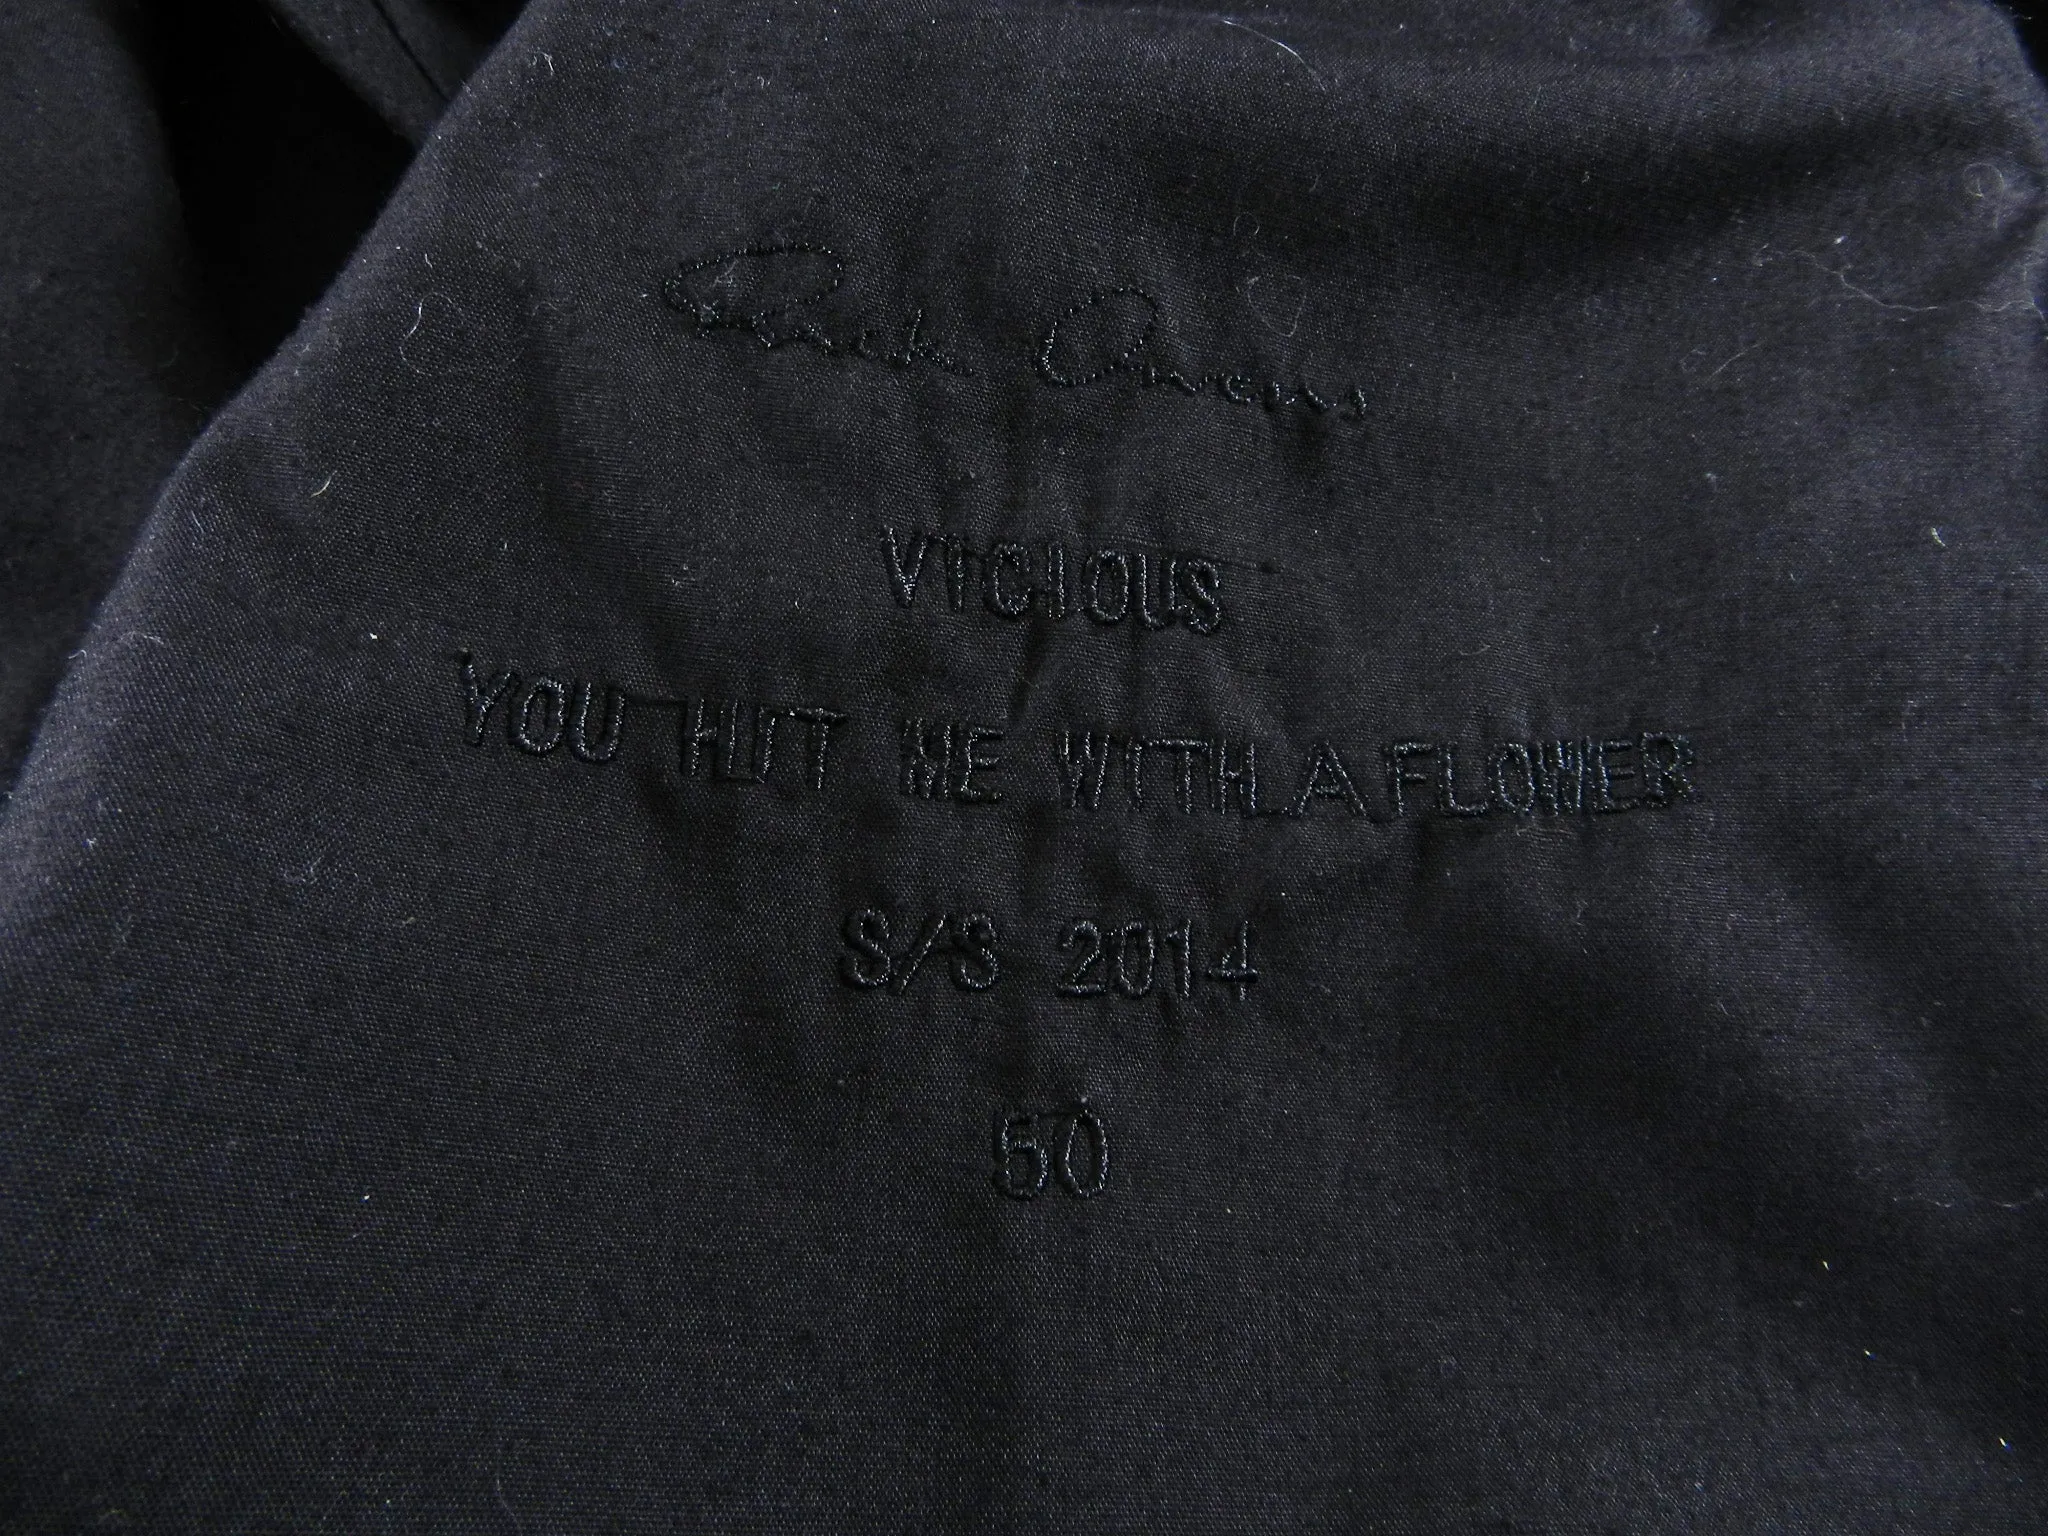 Rick Owens
VICIOUS
YOU HIT ME WITH A FLOWER
S/S 2014
50